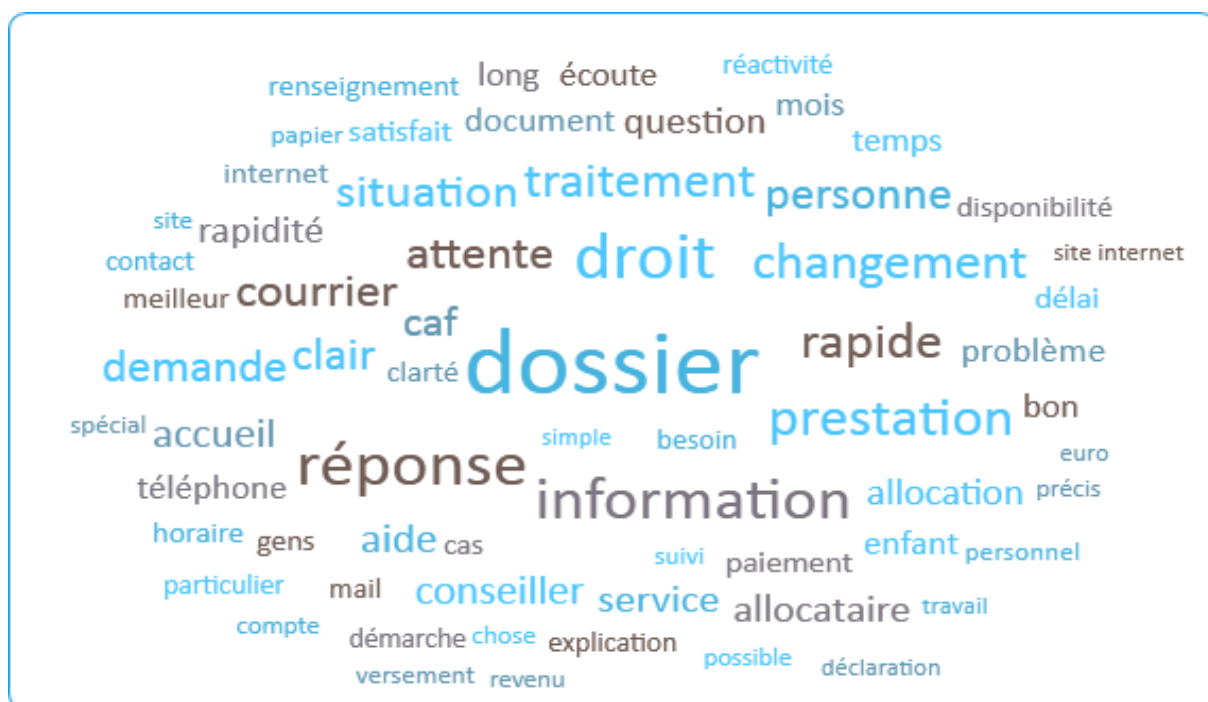 réactivité
long écoute
renseignement
mois
document question
papier satisfait
temps
internet
situation traitement personne
disponibilité
site rapidité
attente droit changement site internet
contact
meilleur courrier
délai
caf
rapide problème
demande clair clarté dossier
prestation bon
spécial accueil
simple besoin
euro
réponse
téléphone
information allocation précis
horaire gens aide cas
enfant personnel
suivi paiement
particulier mail conseiller service allocataire travail
compte
démarche chose explication
possible déclaration
versement revenu